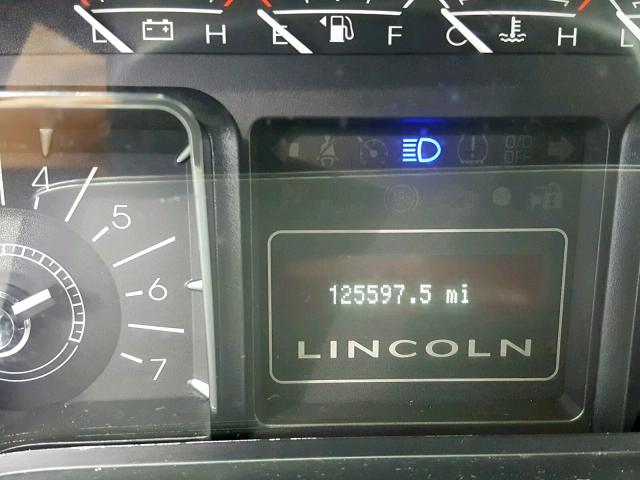 L H E F C H L
O/D
OFF
4
5
6
7
125597.5 mi
LINCOLN